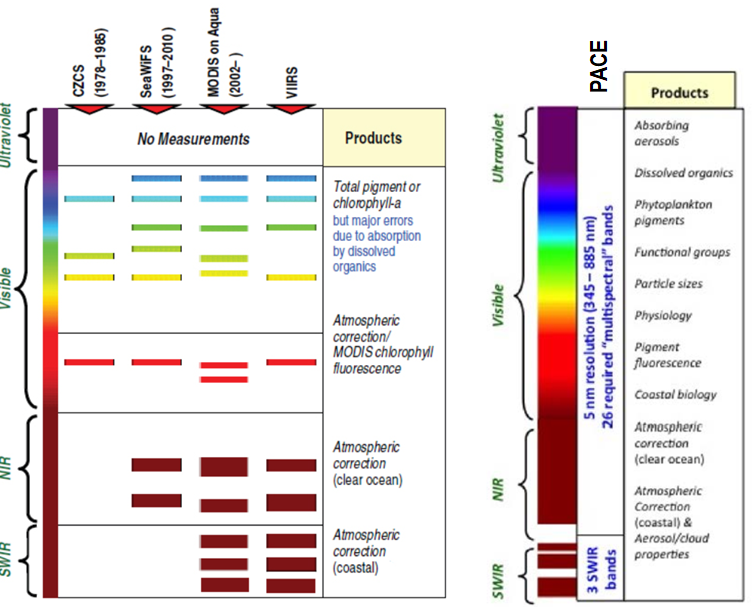 CZCS
(1978–1985)
SeaWiFS
(1997–2010)
MODIS on Aqua
(2002– )
VIIRS
Ultraviolet
No Measurements
Products
Visible
Total pigment or
chlorophyll-a
but major errors
due to absorption
by dissolved
organics
Atmospheric
correction/
MODIS chlorophyll
fluorescence
NIR
Atmospheric
correction
(clear ocean)
SWIR
Atmospheric
correction
(coastal)
PACE
Products
Ultraviolet
Visible
NIR
SWIR
5 nm resolution (345 – 885 nm)
26 required "multispectral" bands
3 SWIR
bands
Absorbing
aerosols
Dissolved organics
Phytoplankton
pigments
Functional groups
Particle sizes
Physiology
Pigment
fluorescence
Coastal biology
Atmospheric
correction
(clear ocean)
Atmospheric
Correction
(coastal) &
Aerosol/cloud
properties